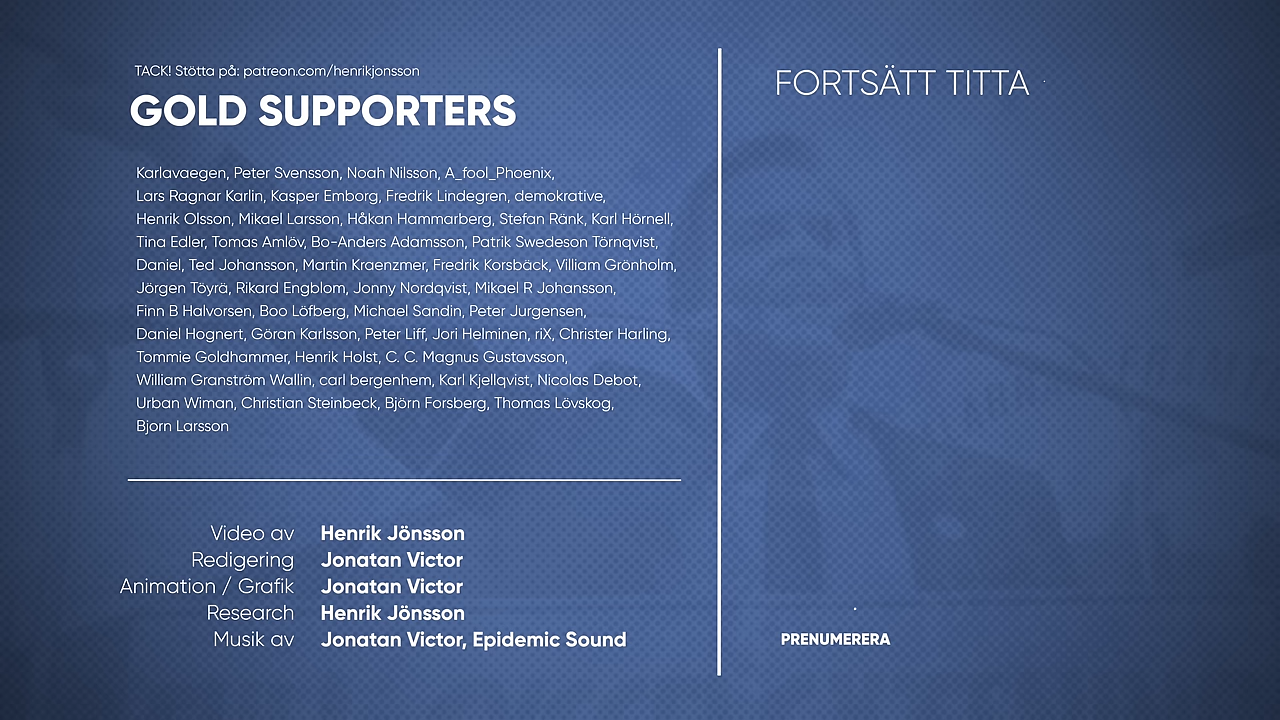 TACK! Stötta på: patreon.com/henrikjonsson
GOLD SUPPORTERS
Karlavaegen, Peter Svensson, Noah Nilsson, A_fool_Phoenix,
Lars Ragnar Karlin, Kasper Emborg, Fredrik Lindegren, demokrative,
Henrik Olsson, Mikael Larsson, Håkan Hammarberg, Stefan Ränk, Karl Hörnell,
Tina Edler, Tomas Amlöv, Bo-Anders Adamsson, Patrik Swedeson Törnqvist,
Daniel, Ted Johansson, Martin Kraenzmer, Fredrik Korsbäck, Villiam Grönholm,
Jörgen Töyrä, Rikard Engblom, Jonny Nordqvist, Mikael R Johansson,
Finn B Halvorsen, Boo Löfberg, Michael Sandin, Peter Jurgensen,
Daniel Hognert, Göran Karlsson, Peter Liff, Jori Helminen, riX, Christer Harling,
Tommie Goldhammer, Henrik Holst, C. C. Magnus Gustavsson,
William Granström Wallin, carl bergenhem, Karl Kjellqvist, Nicolas Debot,
Urban Wiman, Christian Steinbeck, Björn Forsberg, Thomas Lövskog,
Bjorn Larsson
Video av Henrik Jönsson
Redigering Jonatan Victor
Animation / Grafik Jonatan Victor
Research Henrik Jönsson
Musik av Jonatan Victor, Epidemic Sound
FORTSÄTT TITTA
PRENUMERERA